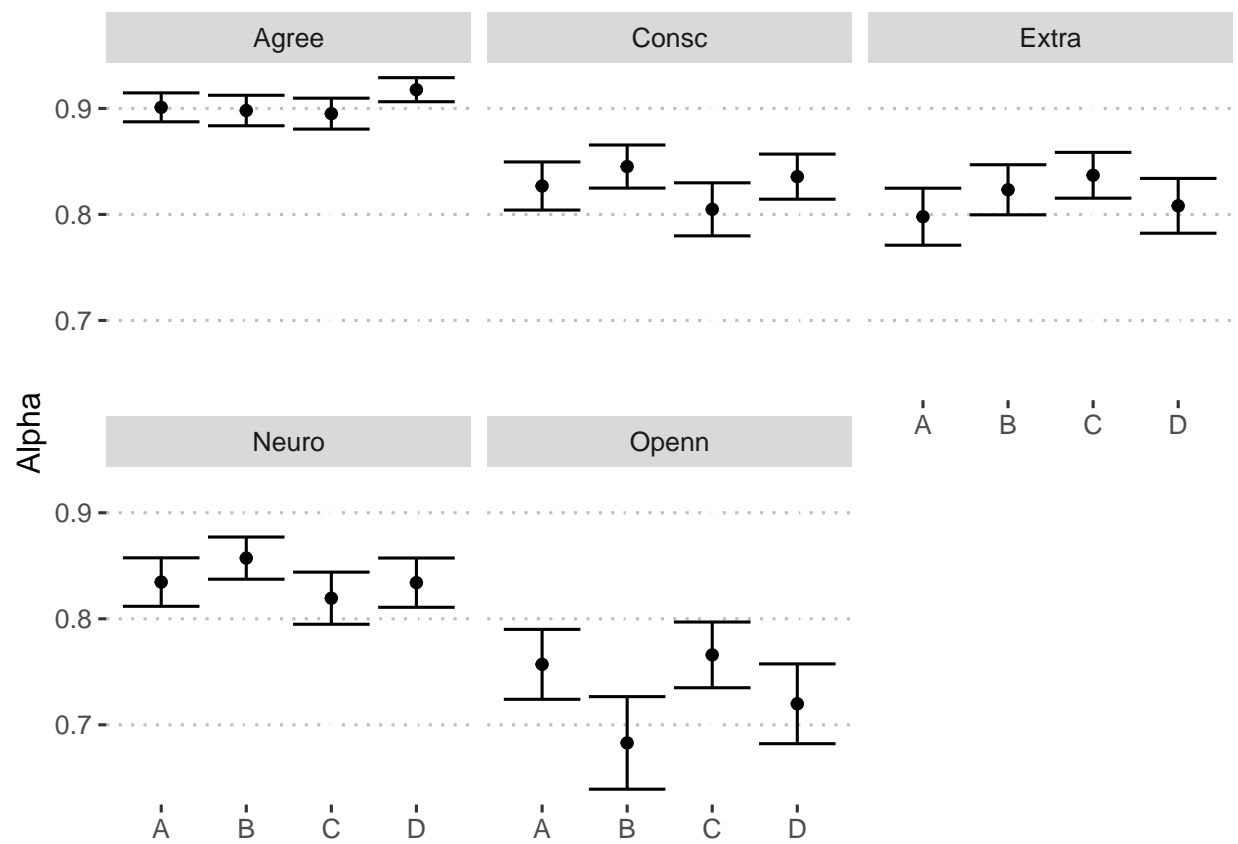 Agree Consc Extra
0.9
0.8
0.7
A B C D
Alpha
Neuro Openn
0.9
0.8
0.7
A B C D A B C D